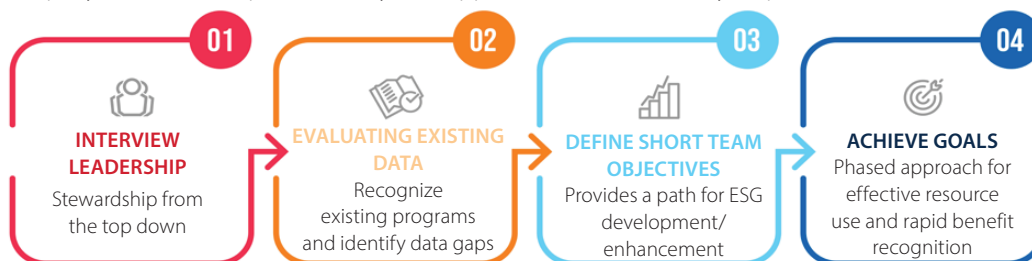 01
INTERVIEW
LEADERSHIP
Stewardship from
the top down
02
EVALUATING EXISTING
DATA
Recognize
existing programs
and identify data gaps
03
DEFINE SHORT TEAM
OBJECTIVES
Provides a path for ESG
development/
enhancement
04
ACHIEVE GOALS
Phased approach for
effective resource
use and rapid benefit
recognition